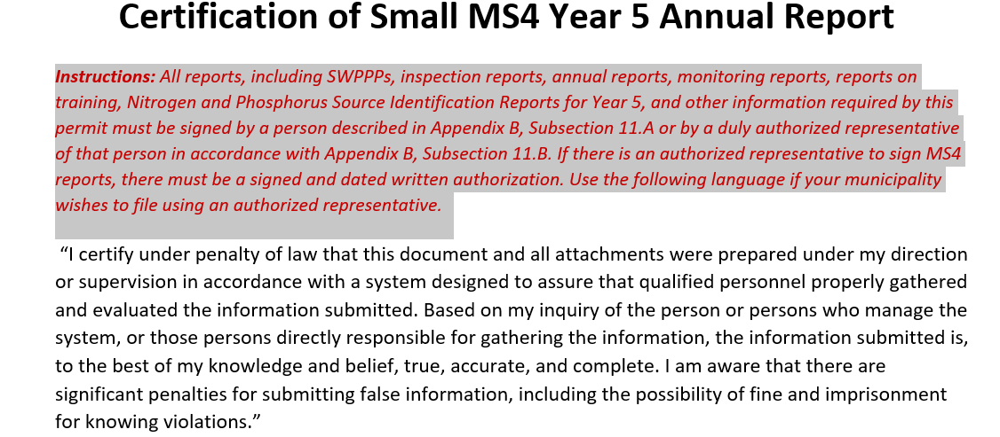 Certification of Small MS4 Year 5 Annual Report
Instructions: All reports, including SWPPPs, inspection reports, annual reports, monitoring reports, reports on
training, Nitrogen and Phosphorus Source Identification Reports for Year 5, and other information required by this
permit must be signed by a person described in Appendix B, Subsection 11.A or by a duly authorized representative
of that person in accordance with Appendix B, Subsection 11.B. If there is an authorized representative to sign MS4
reports, there must be a signed and dated written authorization. Use the following language if your municipality
wishes to file using an authorized representative.
“I certify under penalty of law that this document and all attachments were prepared under my direction
or supervision in accordance with a system designed to assure that qualified personnel properly gathered
and evaluated the information submitted. Based on my inquiry of the person or persons who manage the
system, or those persons directly responsible for gathering the information, the information submitted is,
to the best of my knowledge and belief, true, accurate, and complete. I am aware that there are
significant penalties for submitting false information, including the possibility of fine and imprisonment
for knowing violations.”